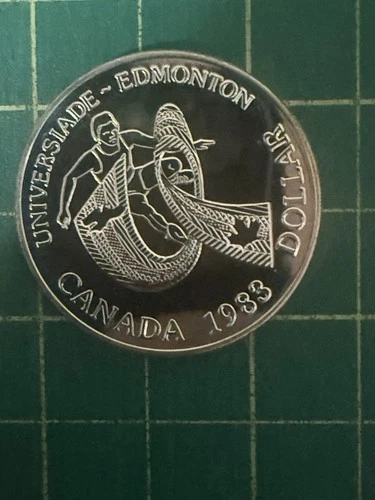 UNIVERSIADE ~ EDMONTON
DOLLAR
CANADA 1983